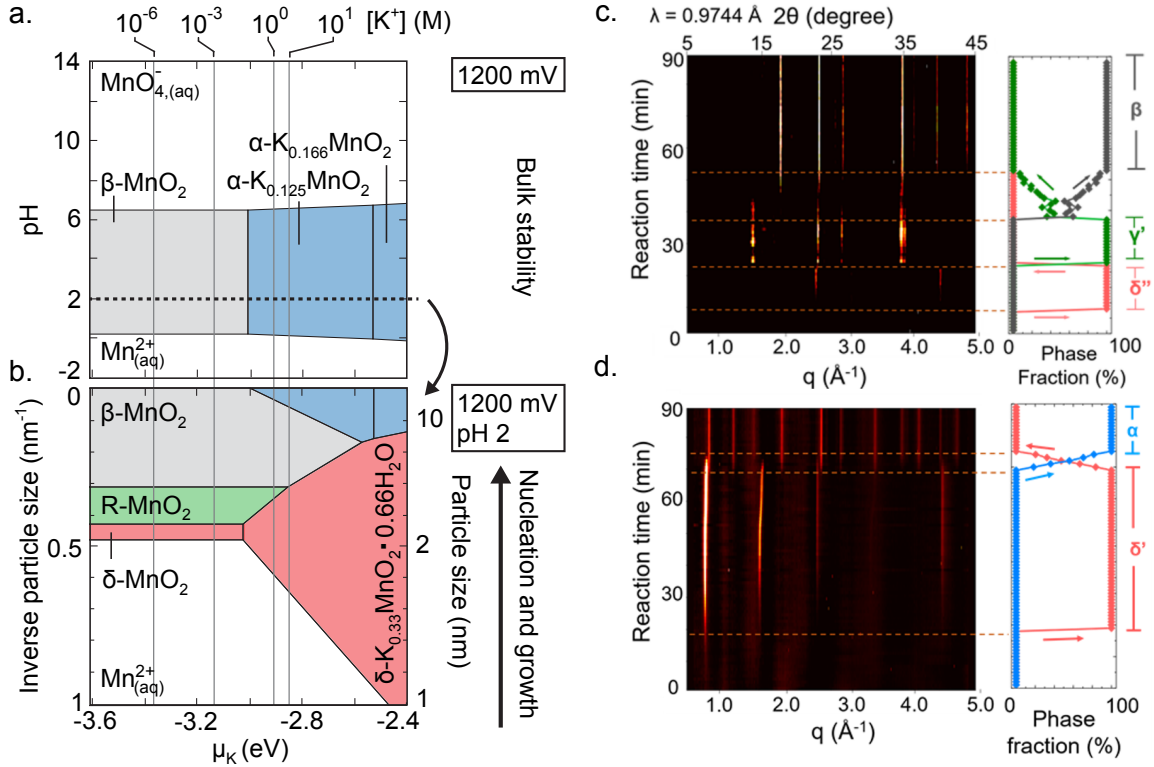 a.
10⁻⁶ 10⁻³ 10⁰ 10¹ [K⁺] (M)
14
10
6
2
-2
pH
MnO₄,(aq)⁻
α-K₀.₁₆₆MnO₂
α-K₀.₁₂₅MnO₂
β-MnO₂
Mn²⁺(aq)
1200 mV
Bulk stability
b.
0
0.5
1
Inverse particle size (nm⁻¹)
β-MnO₂
R-MnO₂
δ-MnO₂
Mn²⁺(aq)
δ-K₀.₃₃MnO₂·0.66H₂O
10
2
1
Particle size (nm)
1200 mV
pH 2
Nucleation and growth
-3.6 -3.2 -2.8 -2.4
μK (eV)
c.
λ = 0.9744 Å 2θ (degree)
5 15 25 35 45
90
60
30
0
Reaction time (min)
1.0 2.0 3.0 4.0 5.0
q (Å⁻¹)
β
γ'
δ''
0 100
Phase
Fraction (%)
d.
90
60
30
0
Reaction time (min)
1.0 2.0 3.0 4.0 5.0
q (Å⁻¹)
α
δ'
0 100
Phase
fraction (%)